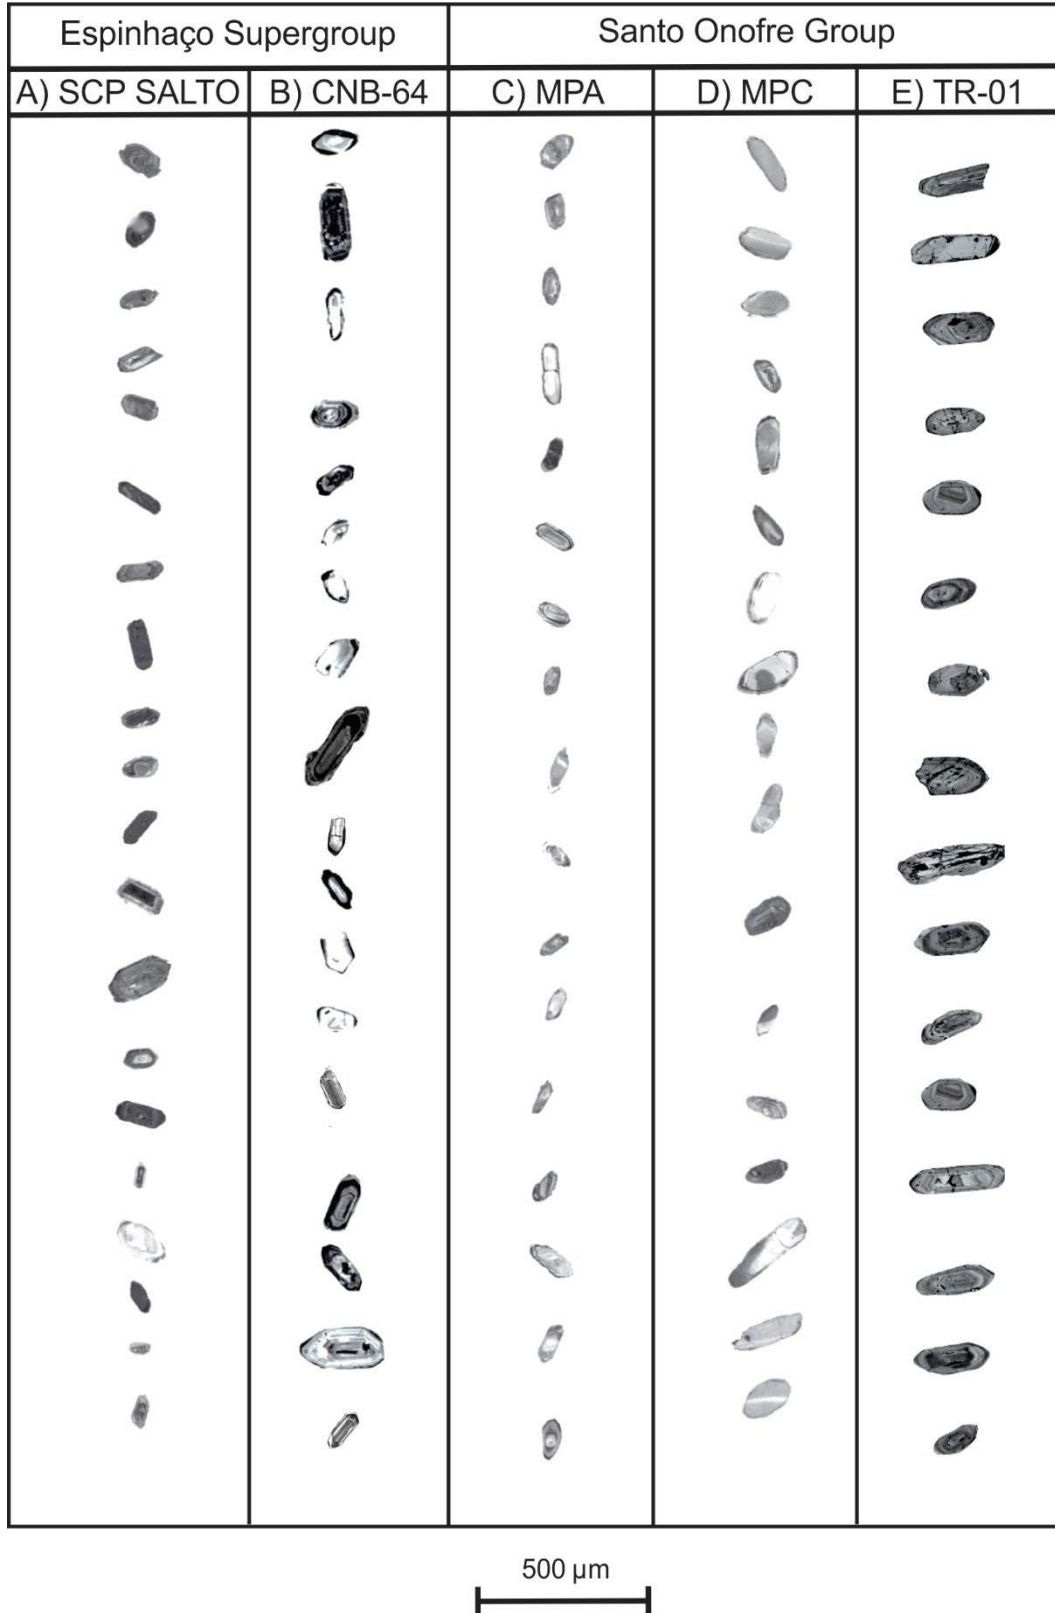 Espinhaço Supergroup
Santo Onofre Group
A) SCP SALTO
B) CNB-64
C) MPA
D) MPC
E) TR-01
500 µm